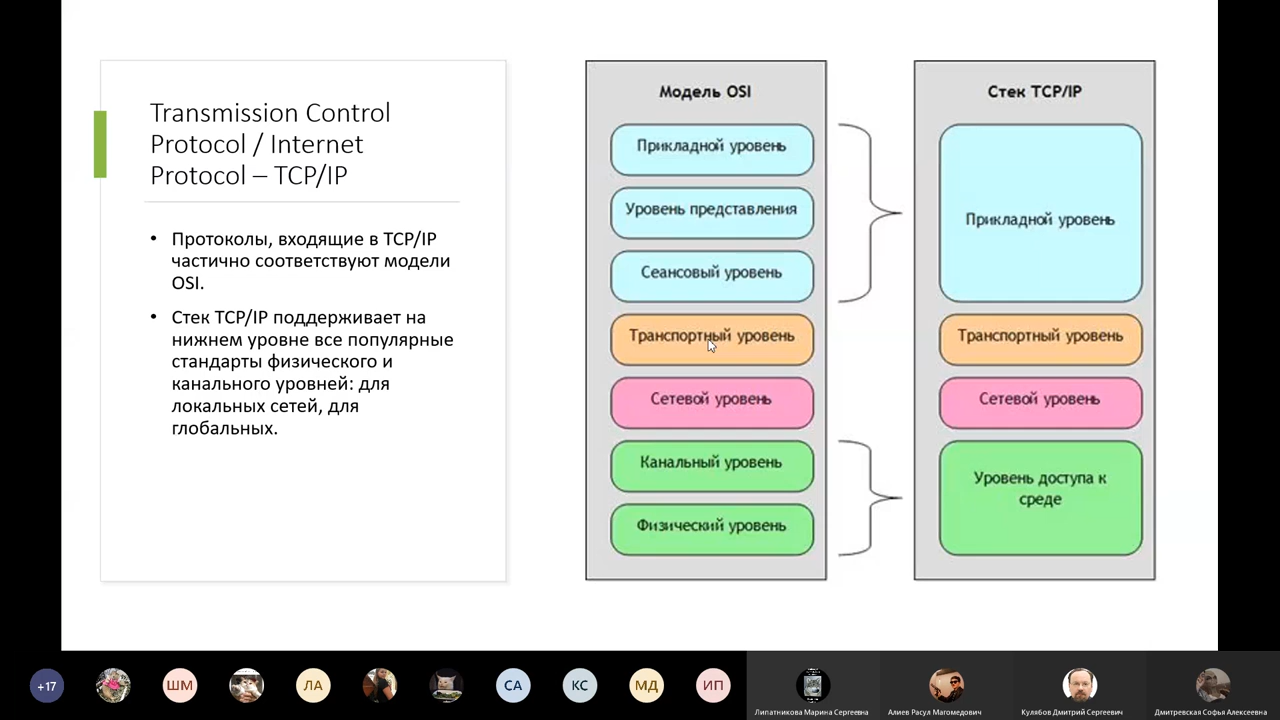 Transmission Control
Protocol / Internet
Protocol – TCP/IP
• Протоколы, входящие в TCP/IP
частично соответствуют модели
OSI.
• Стек TCP/IP поддерживает на
нижнем уровне все популярные
стандарты физического и
канального уровней: для
локальных сетей, для
глобальных.
Модель OSI
Прикладной уровень
Уровень представления
Сеансовый уровень
Транспортный уровень
Сетевой уровень
Канальный уровень
Физический уровень
Стек TCP/IP
Прикладной уровень
Транспортный уровень
Сетевой уровень
Уровень доступа к
среде
+17
ШМ
ЛА
СА
КС
МД
ИП
Липатникова Марина Сергеевна
Алиев Расул Магомедович
Кулябов Дмитрий Сергеевич
Дмитревская Софья Алексеевна